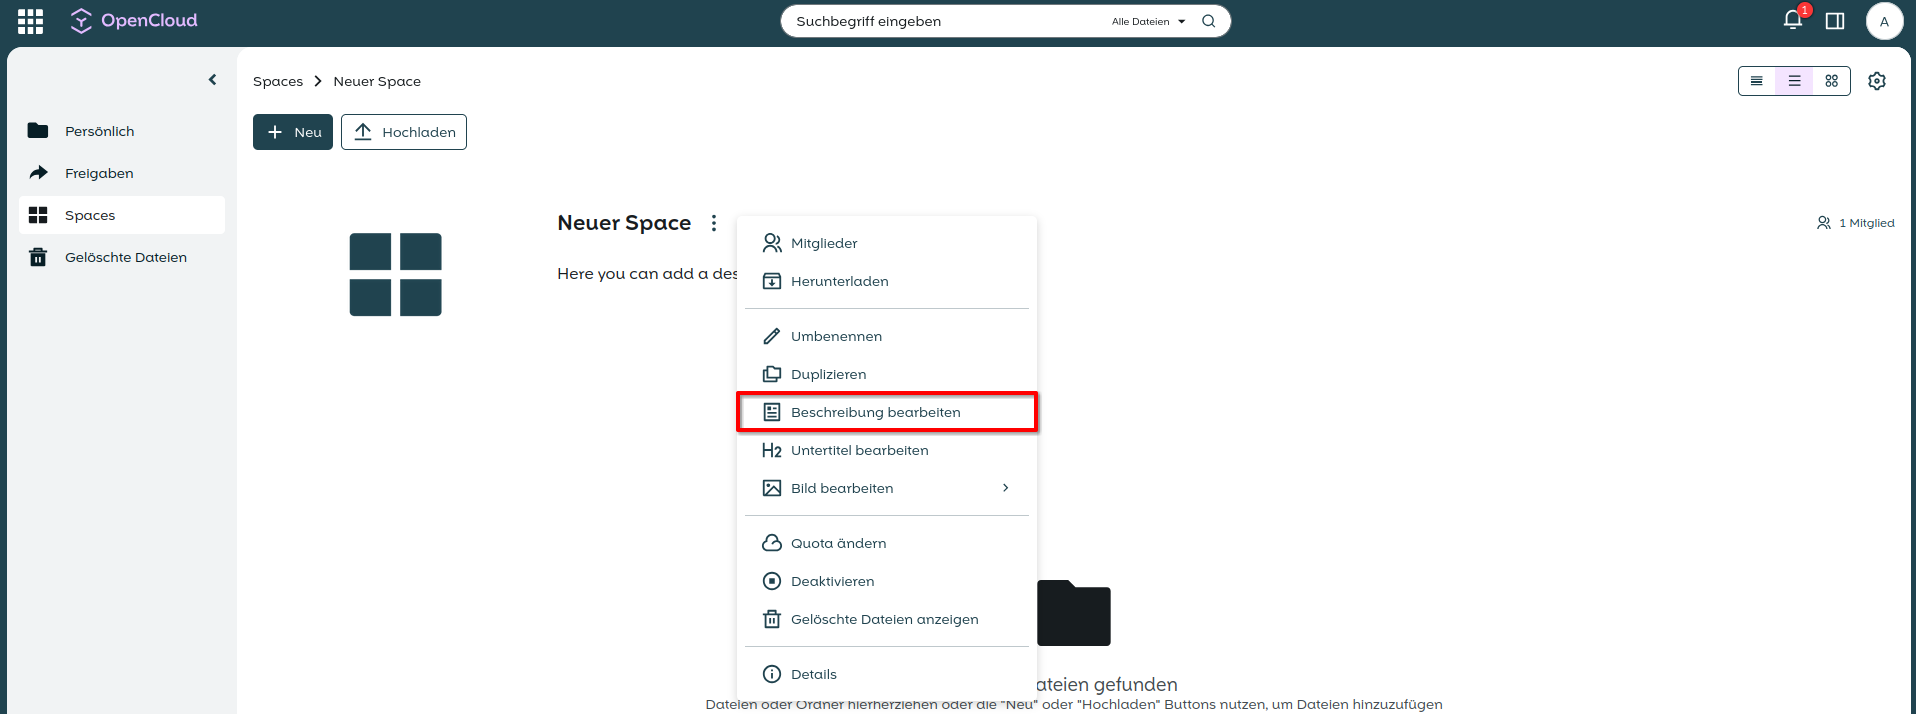 OpenCloud
Suchbegriff eingeben
Alle Dateien
1
A
Spaces
Neuer Space
Persönlich
Freigaben
Spaces
Gelöschte Dateien
Neu
Hochladen
Neuer Space
1 Mitglied
Here you can add a des
Mitglieder
Herunterladen
Umbenennen
Duplizieren
Beschreibung bearbeiten
H2 Untertitel bearbeiten
Bild bearbeiten
Quota ändern
Deaktivieren
Gelöschte Dateien anzeigen
Details
ateien gefunden
Dateien oder Ordner hierherziehen oder die "Neu" oder "Hochladen" Buttons nutzen, um Dateien hinzuzufügen